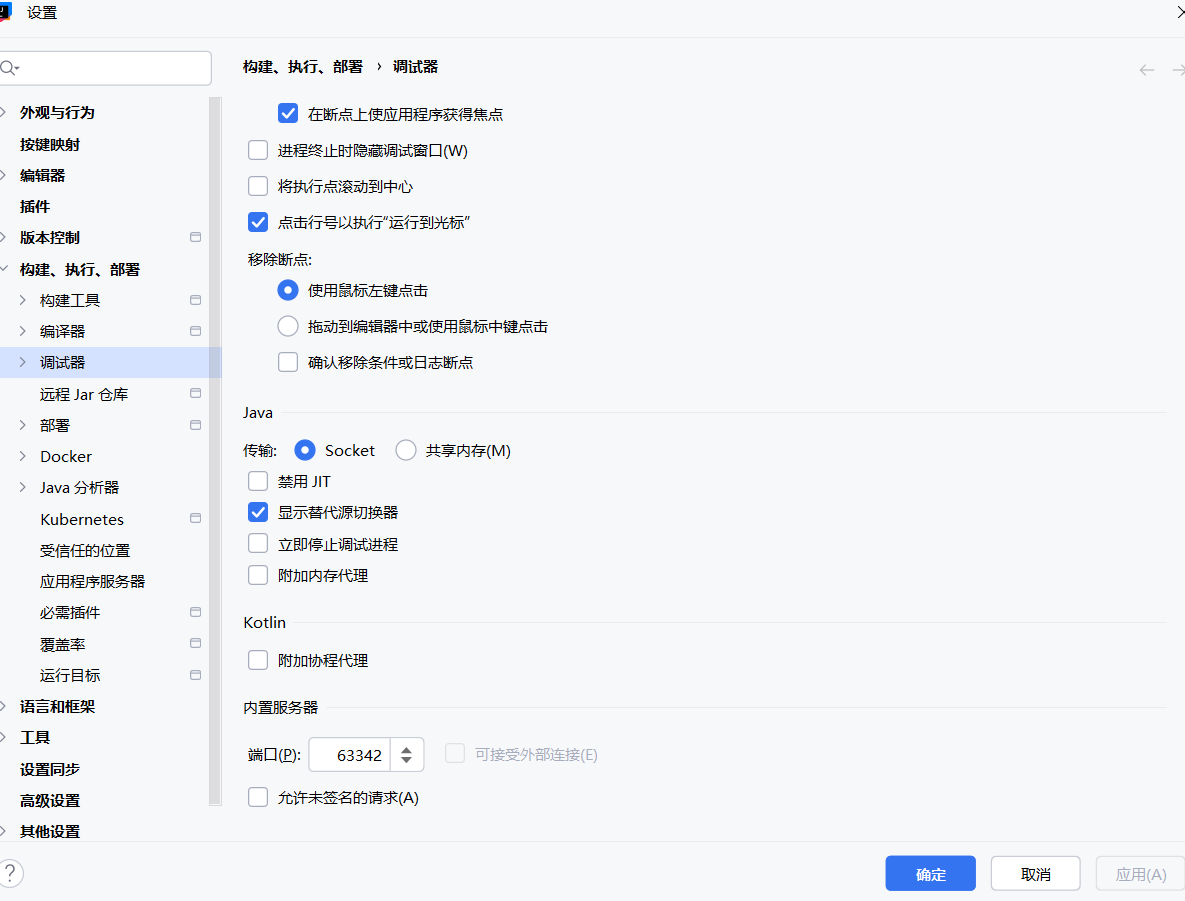 设置
外观与行为
按键映射
编辑器
插件
版本控制
构建、执行、部署
构建工具
编译器
调试器
远程 Jar 仓库
部署
Docker
Java 分析器
Kubernetes
受信任的位置
应用程序服务器
必需插件
覆盖率
运行目标
语言和框架
工具
设置同步
高级设置
其他设置
构建、执行、部署 › 调试器
在断点上使应用程序获得焦点
进程终止时隐藏调试窗口(W)
将执行点滚动到中心
点击行号以执行“运行到光标”
移除断点:
使用鼠标左键点击
拖动到编辑器中或使用鼠标中键点击
确认移除条件或日志断点
Java
传输: Socket 共享内存(M)
禁用 JIT
显示替代源切换器
立即停止调试进程
附加内存代理
Kotlin
附加协程代理
内置服务器
端口(P): 63342 可接受外部连接(E)
允许未签名的请求(A)
? 确定 取消 应用(A)